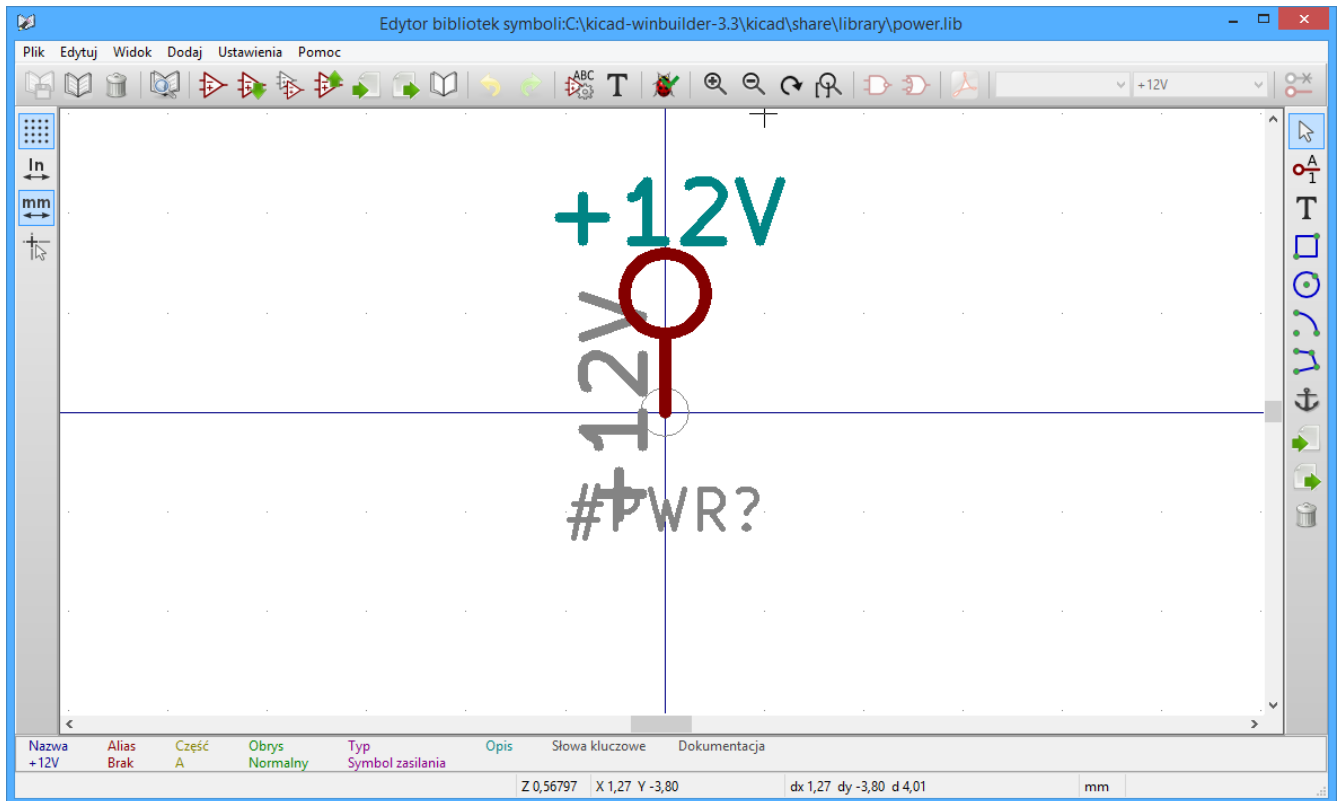 Edytor bibliotek symboli:C:\kicad-winbuilder-3.3\kicad\share\library\power.lib
Plik Edytuj Widok Dodaj Ustawienia Pomoc
ABC T +12V
In
mm
A
1
T
+12V
+12V
#PWR?
Nazwa Alias Część Obrys Typ Opis Słowa kluczowe Dokumentacja
+12V Brak A Normalny Symbol zasilania
Z 0,56797 X 1,27 Y -3,80 dx 1,27 dy -3,80 d 4,01 mm